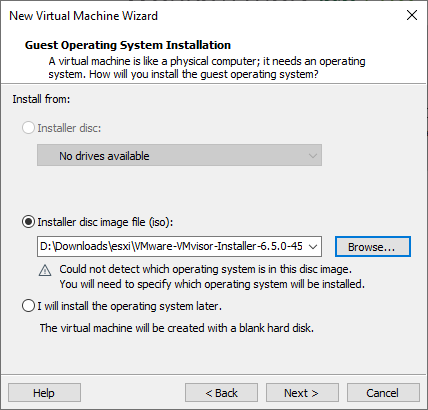 New Virtual Machine Wizard
Guest Operating System Installation
A virtual machine is like a physical computer; it needs an operating
system. How will you install the guest operating system?
Install from:
Installer disc:
No drives available
Installer disc image file (iso):
D:\Downloads\esxi\VMware-VMvisor-Installer-6.5.0-45
Browse...
Could not detect which operating system is in this disc image.
You will need to specify which operating system will be installed.
I will install the operating system later.
The virtual machine will be created with a blank hard disk.
Help
< Back
Next >
Cancel